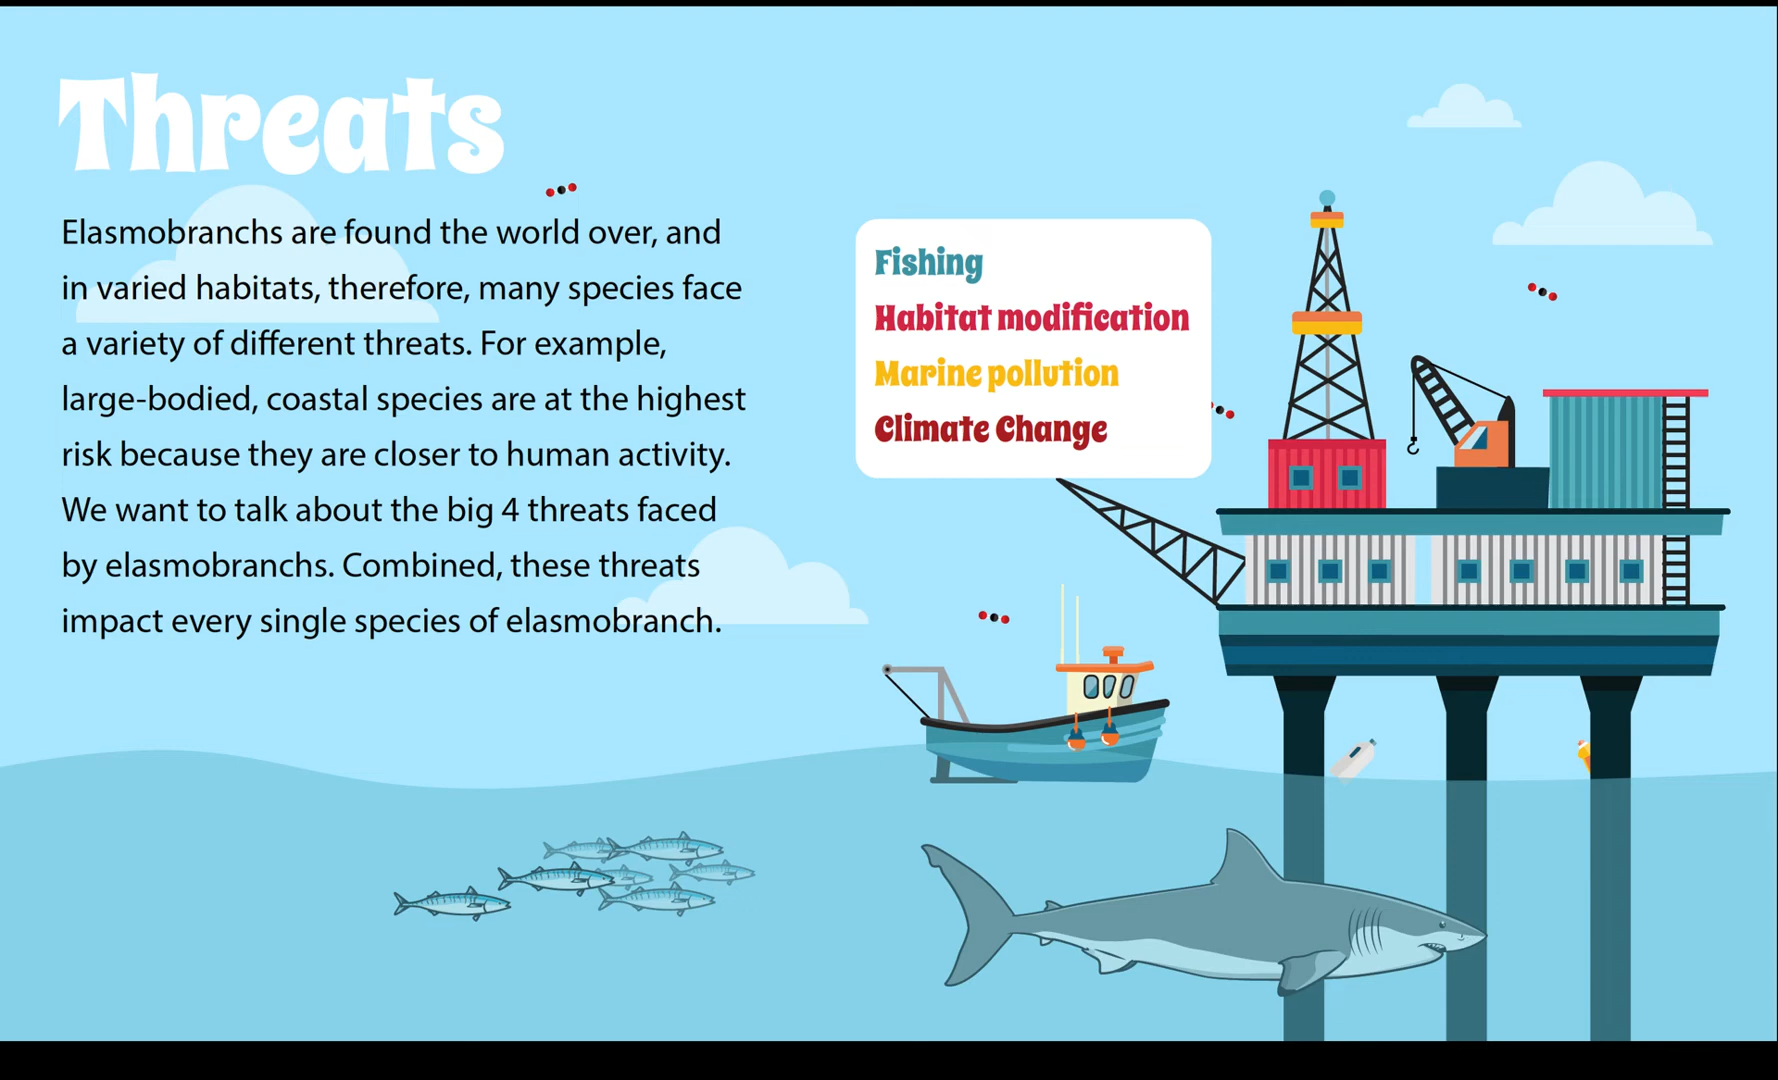 Threats
Elasmobranchs are found the world over, and
in varied habitats, therefore, many species face
a variety of different threats. For example,
large-bodied, coastal species are at the highest
risk because they are closer to human activity.
We want to talk about the big 4 threats faced
by elasmobranchs. Combined, these threats
impact every single species of elasmobranch.
Fishing
Habitat modification
Marine pollution
Climate Change